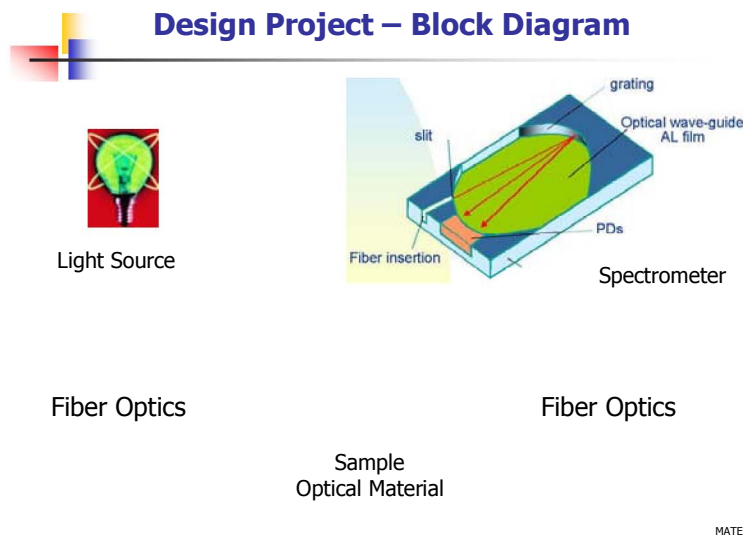 Design Project – Block Diagram
grating
Optical wave-guide
AL film
slit
PDs
Fiber insertion
Light Source
Spectrometer
Fiber Optics
Fiber Optics
Sample
Optical Material
MATE